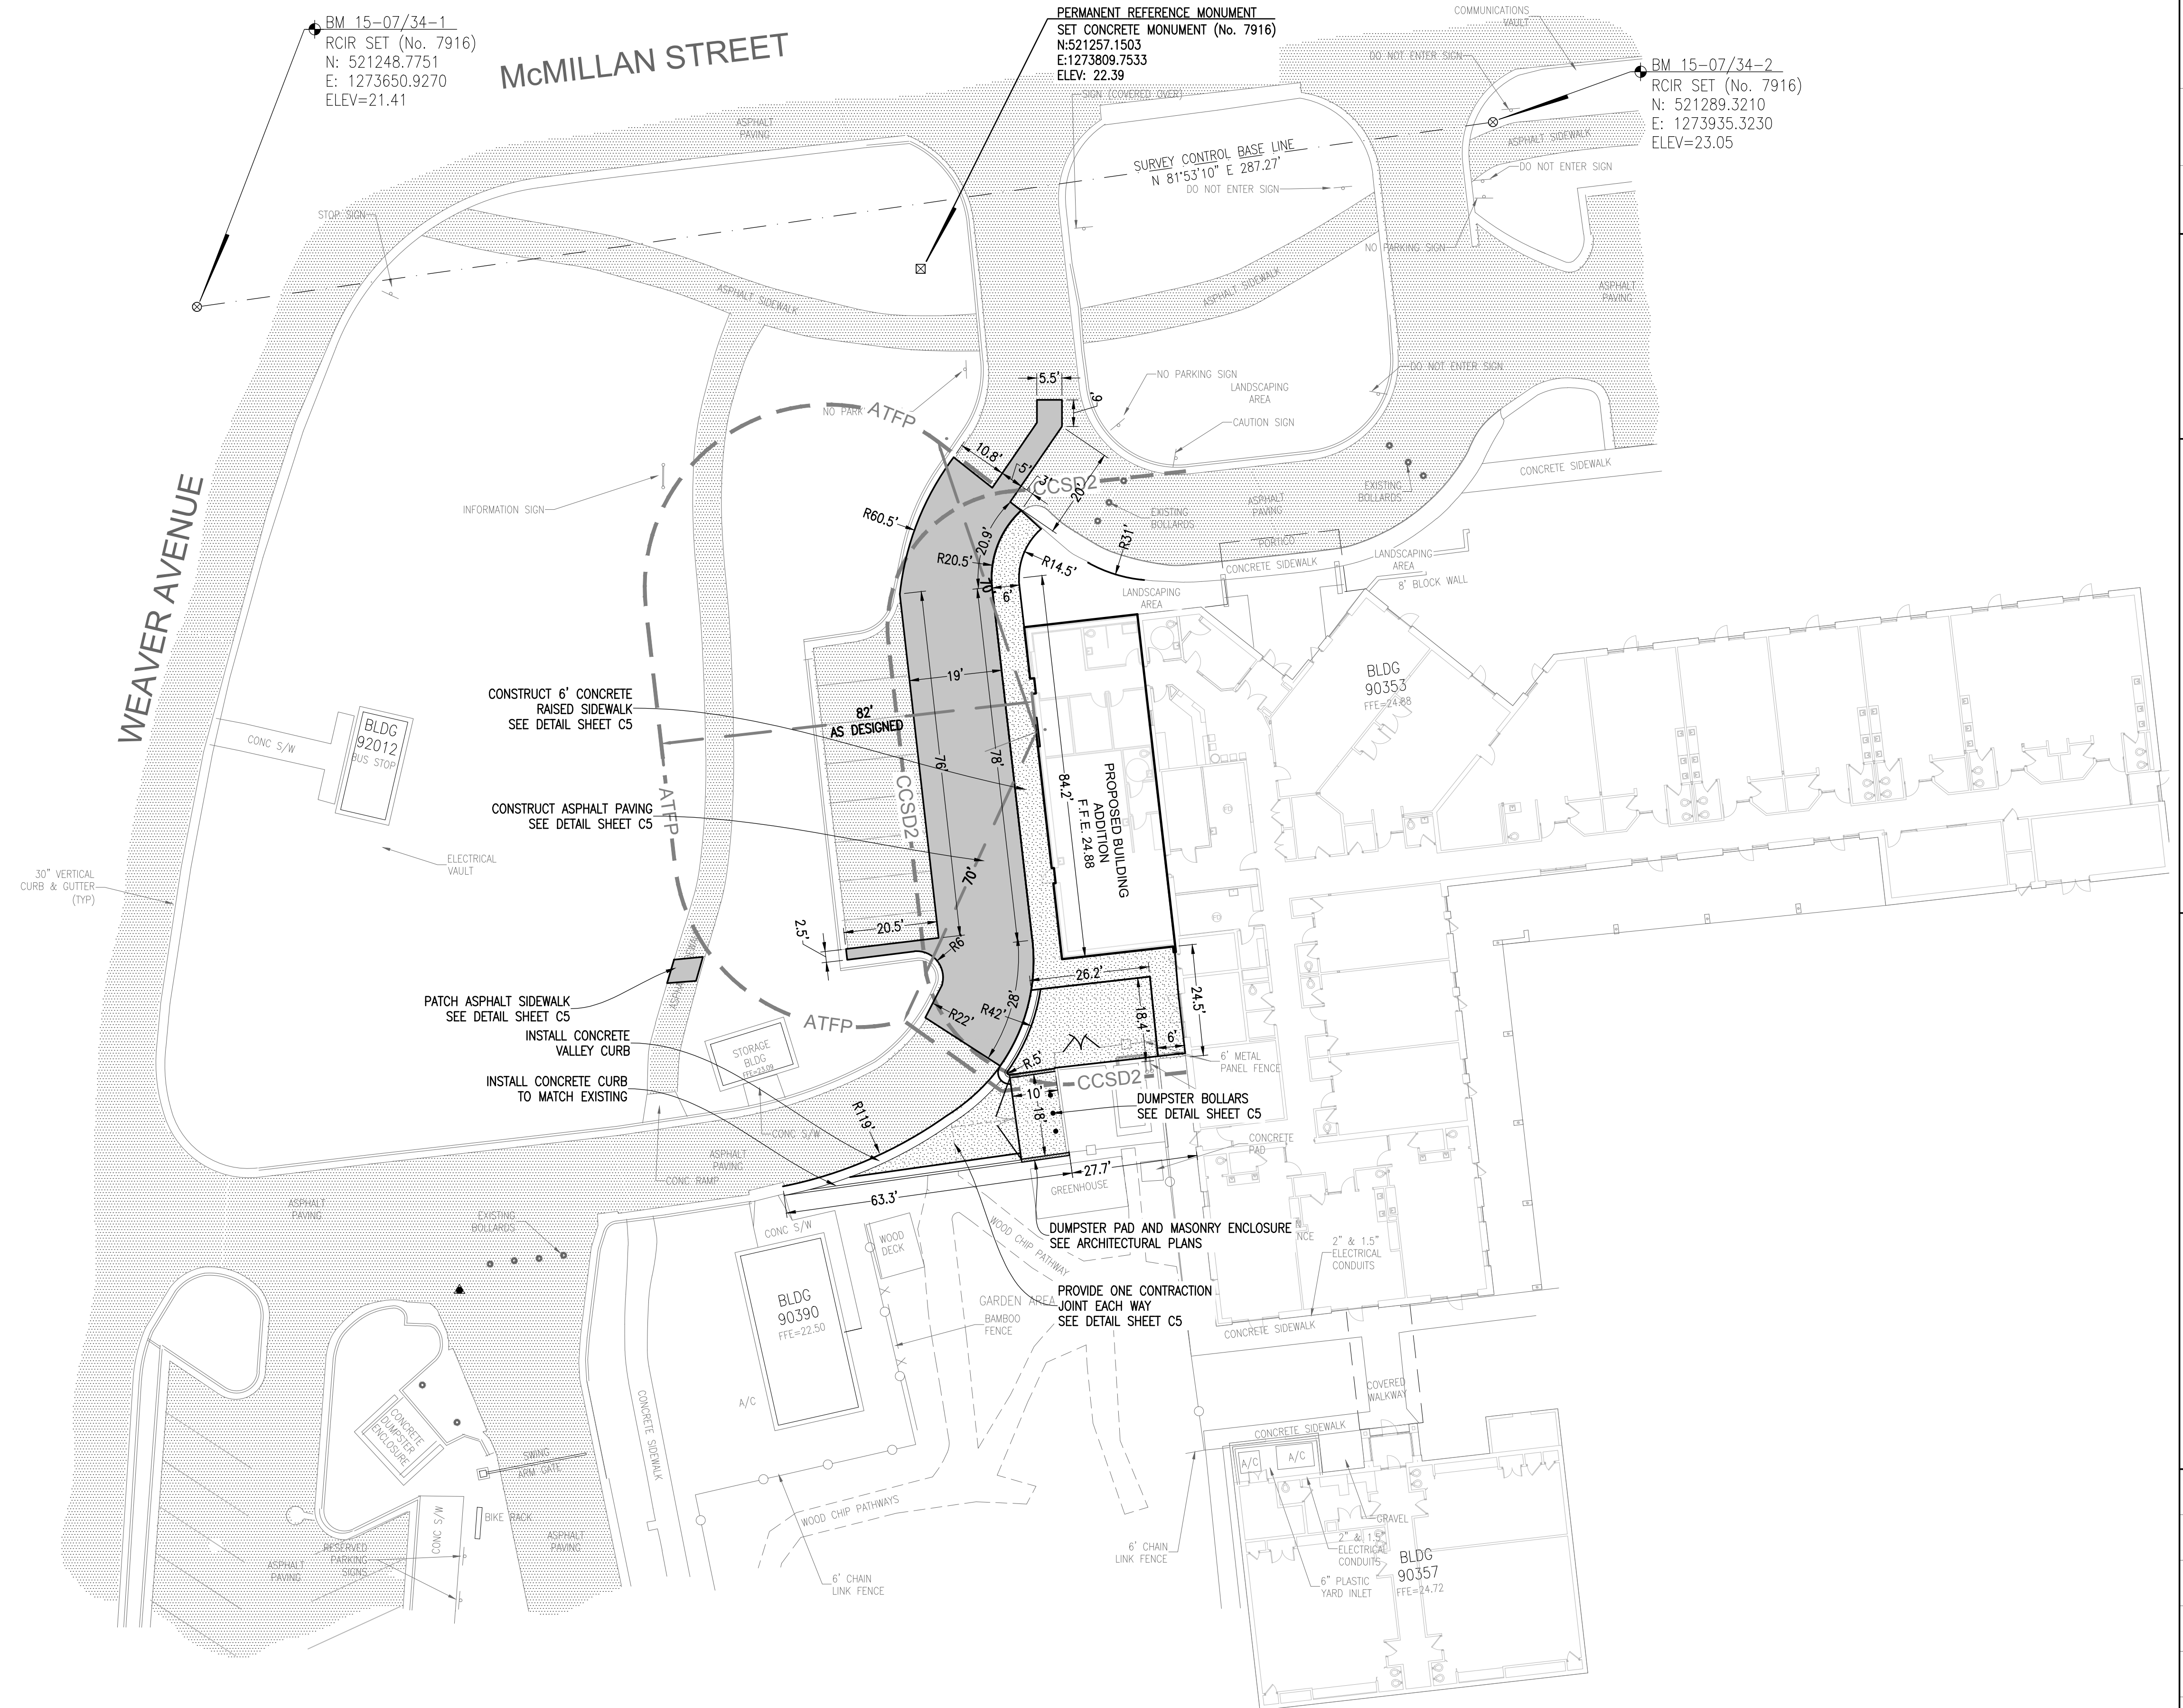 BM 15-07/34-1
RCIR SET (No. 7916)
N: 521248.7751
E: 1273650.9270
ELEV=21.41
McMILLAN STREET
PERMANENT REFERENCE MONUMENT
SET CONCRETE MONUMENT (No. 7916)
N:521257.1503
E:1273809.7533
ELEV: 22.39
SIGN (COVERED OVER)
COMMUNICATIONS
VAULT
DO NOT ENTER SIGN
BM 15-07/34-2
RCIR SET (No. 7916)
N: 521289.3210
E: 1273935.3230
ELEV=23.05
ASPHALT
PAVING
SURVEY CONTROL BASE LINE
N 81°53'10" E 287.27'
DO NOT ENTER SIGN
ASPHALT SIDEWALK
DO NOT ENTER SIGN
NO PARKING SIGN
STOP SIGN
ASPHALT SIDEWALK
ASPHALT SIDEWALK
ASPHALT
PAVING
DO NOT ENTER SIGN
NO PARKING SIGN
LANDSCAPING
AREA
CAUTION SIGN
5.5'
6'
NO PARK
ATFP
10.8'
5'
3'
20'
CCSD2
CONCRETE SIDEWALK
EXISTING
BOLLARDS
ASPHALT
PAVING
EXISTING
BOLLARDS
INFORMATION SIGN
R60.5'
20.9'
R20.5'
R31'
R14.5'
PORTICO
CONCRETE SIDEWALK
LANDSCAPING
AREA
8' BLOCK WALL
70'
6'
LANDSCAPING
AREA
WEAVER AVENUE
19'
CONSTRUCT 6' CONCRETE
RAISED SIDEWALK
SEE DETAIL SHEET C5
82'
AS DESIGNED
BLDG
90353
FFE=24.88
BLDG
92012
BUS STOP
CONC S/W
76'
78'
84.2'
PROPOSED BUILDING
ADDITION
F.F.E. 24.88
CCSD2
ATFP
CONSTRUCT ASPHALT PAVING
SEE DETAIL SHEET C5
ELECTRICAL
VAULT
70'
FD
FD
30" VERTICAL
CURB & GUTTER
(TYP)
2.5'
20.5'
R6'
26.2'
24.5'
28'
18.4'
R42'
R22'
6'
PATCH ASPHALT SIDEWALK
SEE DETAIL SHEET C5
ATFP
INSTALL CONCRETE
VALLEY CURB
STORAGE
BLDG
FFE=23.09
INSTALL CONCRETE CURB
TO MATCH EXISTING
R.5'
CCSD2
6' METAL
PANEL FENCE
DUMPSTER BOLLARS
SEE DETAIL SHEET C5
10'
18'
R119'
CONC S/W
CONCRETE
PAD
ASPHALT
PAVING
CONC RAMP
27.7'
GREENHOUSE
63.3'
ASPHALT
PAVING
EXISTING
BOLLARDS
CONC S/W
WOOD
DECK
WOOD CHIP PATHWAY
DUMPSTER PAD AND MASONRY ENCLOSURE
SEE ARCHITECTURAL PLANS
NCE
2" & 1.5"
ELECTRICAL
CONDUITS
BLDG
90390
FFE=22.50
GARDEN AREA
BAMBOO
FENCE
PROVIDE ONE CONTRACTION
JOINT EACH WAY
SEE DETAIL SHEET C5
CONCRETE SIDEWALK
A/C
CONCRETE SIDEWALK
COVERED
WALKWAY
CONCRETE
DUMPSTER
ENCLOSURE
SWING
ARM GATE
CONCRETE SIDEWALK
A/C
A/C
CONC S/W
BIKE RACK
WOOD CHIP PATHWAYS
ASPHALT
PAVING
RESERVED
PARKING
SIGNS
ASPHALT
PAVING
6' CHAIN
LINK FENCE
6' CHAIN
LINK FENCE
GRAVEL
2" & 1.5"
ELECTRICAL
CONDUITS
6" PLASTIC
YARD INLET
BLDG
90357
FFE=24.72